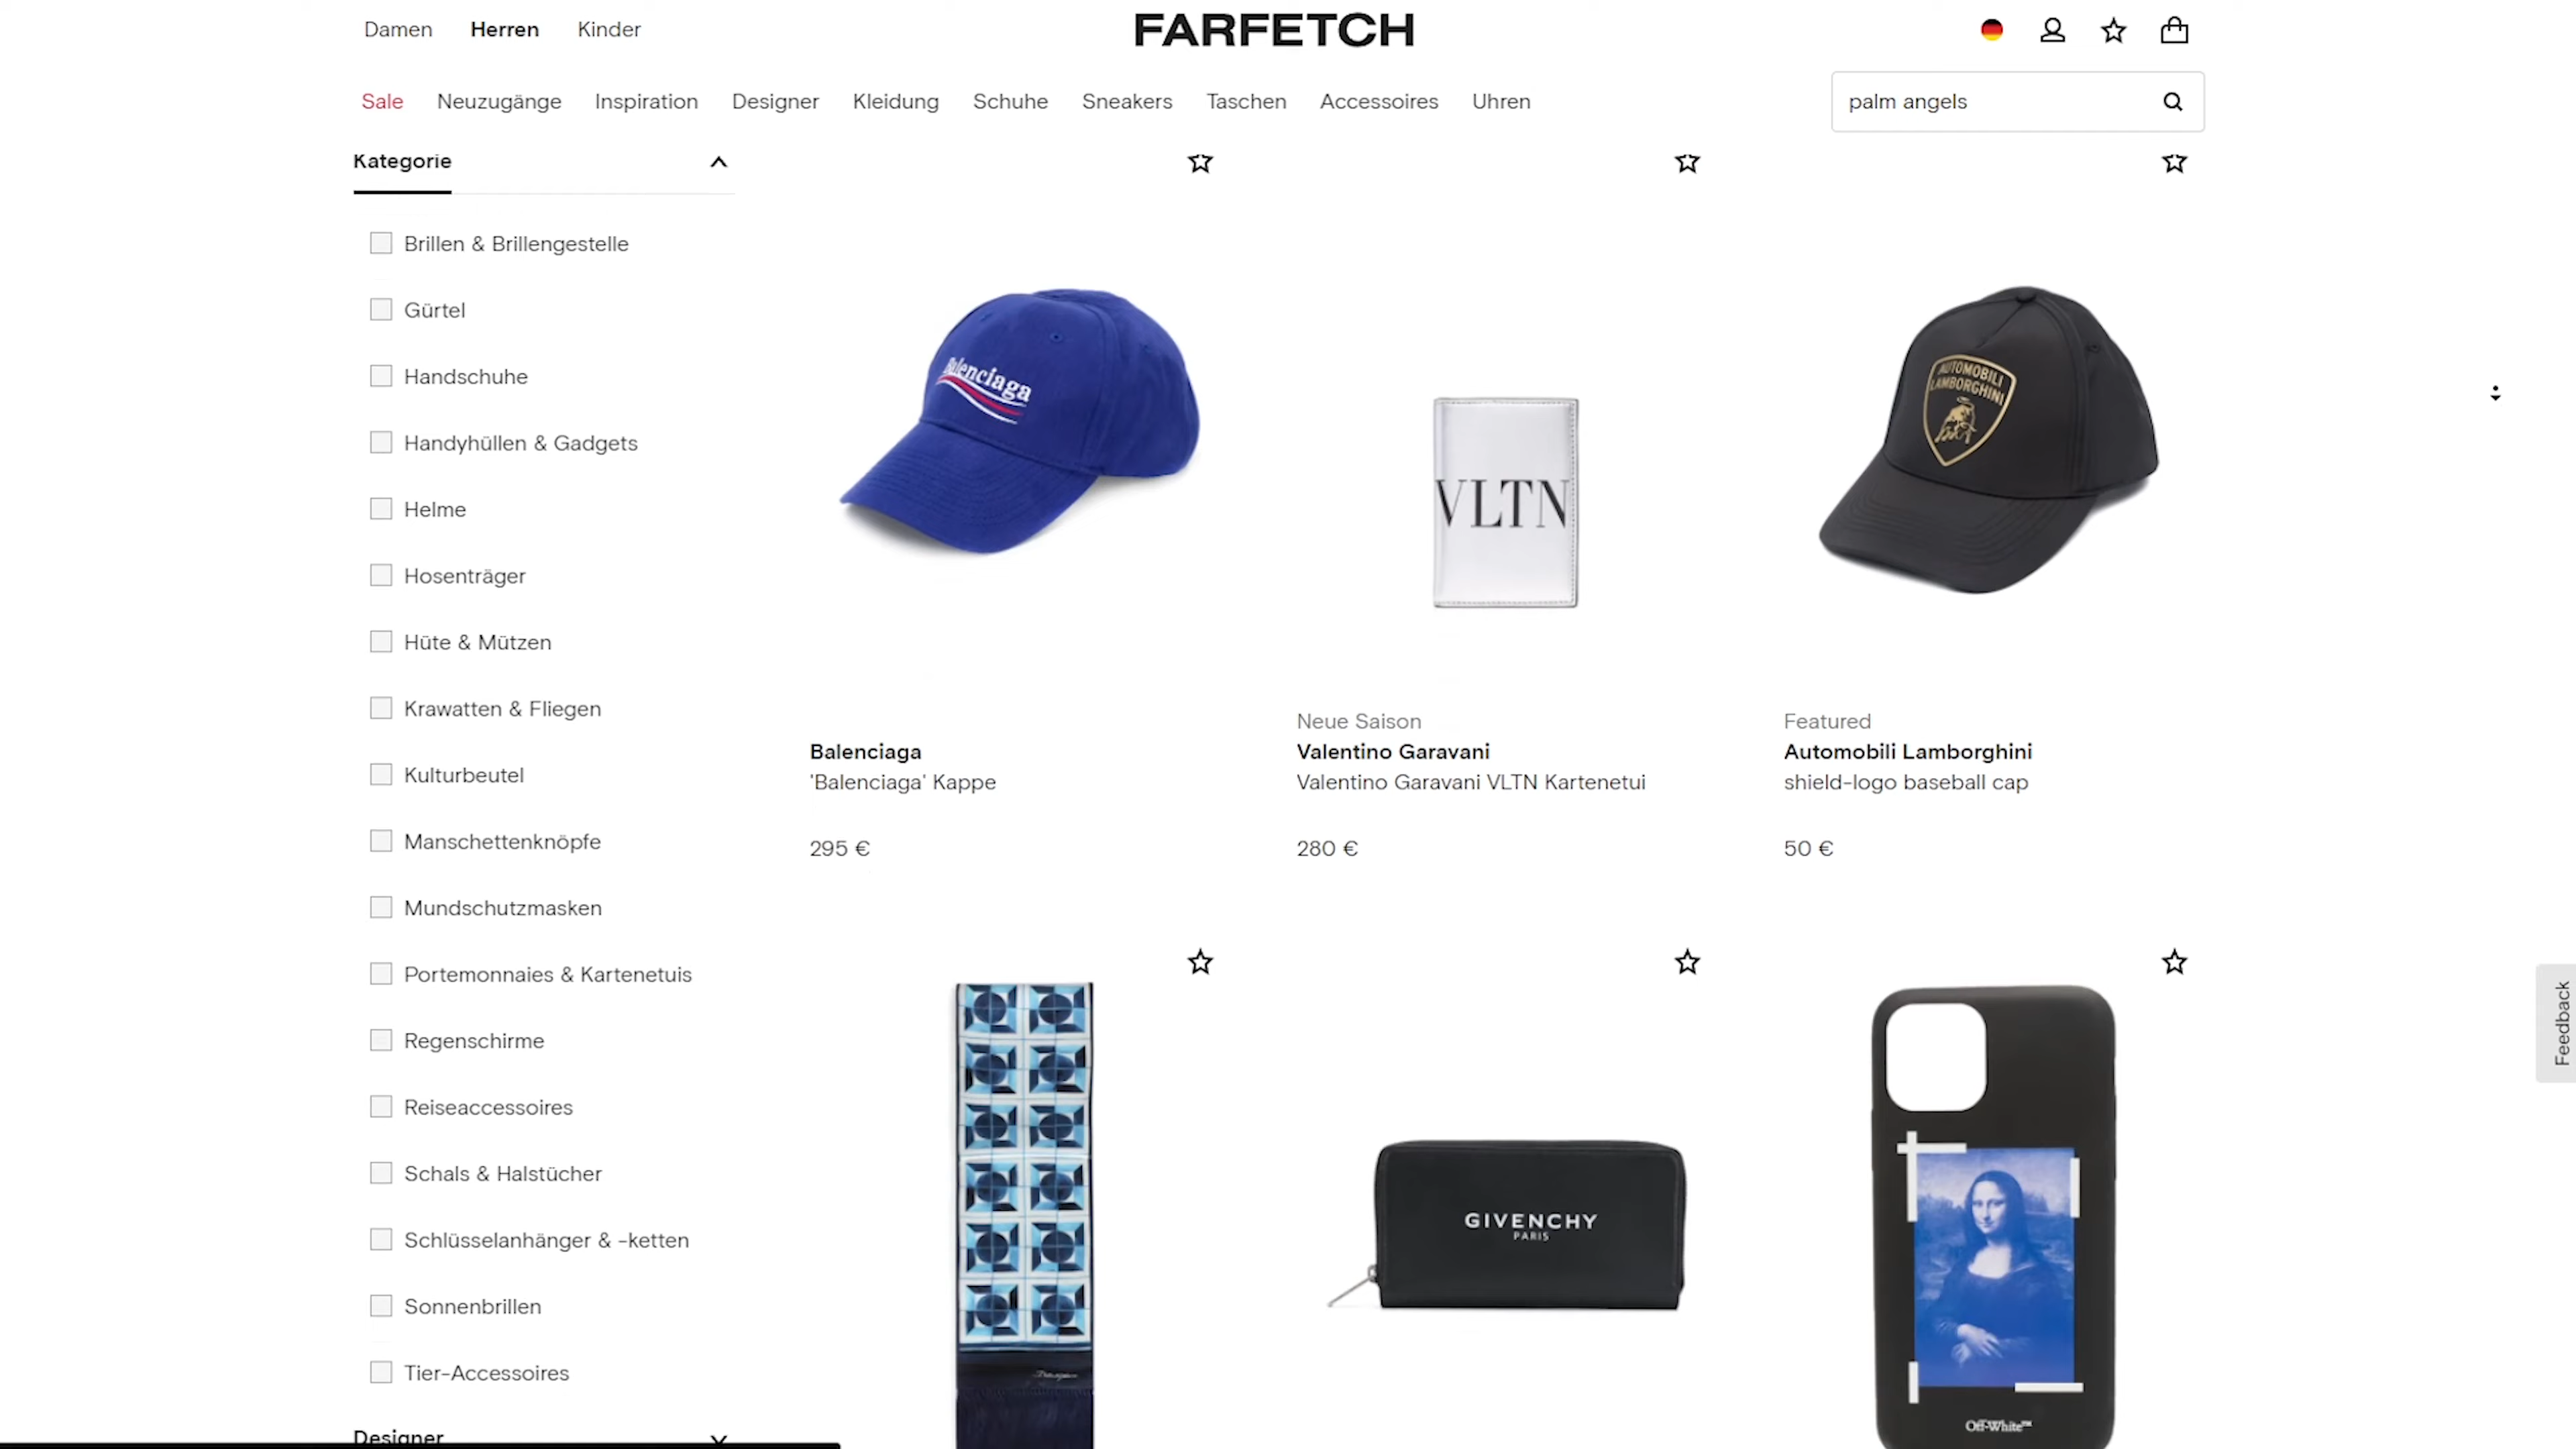 Damen Herren Kinder
FARFETCH
Sale Neuzugänge Inspiration Designer Kleidung Schuhe Sneakers Taschen Accessoires Uhren
palm angels
Kategorie
Brillen & Brillengestelle
Gürtel
Handschuhe
Handyhüllen & Gadgets
Helme
Hosenträger
Hüte & Mützen
Krawatten & Fliegen
Kulturbeutel
Manschettenknöpfe
Mundschutzmasken
Portemonnaies & Kartenetuis
Regenschirme
Reiseaccessoires
Schals & Halstücher
Schlüsselanhänger & -ketten
Sonnenbrillen
Tier-Accessoires
Designer
Balenciaga
VLTN
AUTOMOBILI
LAMBORGHINI
Balenciaga
'Balenciaga' Kappe
295 €
Neue Saison
Valentino Garavani
Valentino Garavani VLTN Kartenetui
280 €
Featured
Automobili Lamborghini
shield-logo baseball cap
50 €
GIVENCHY
PARIS
Off-White™
Feedback